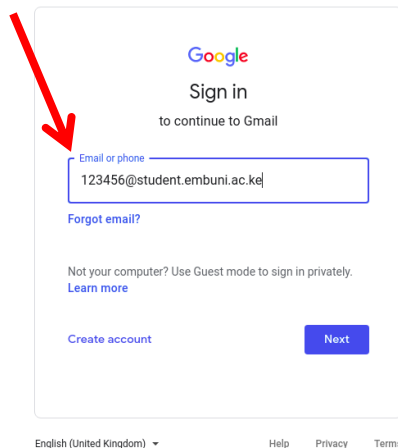 Google
Sign in
to continue to Gmail
Email or phone
123456@student.embuni.ac.ke
Forgot email?
Not your computer? Use Guest mode to sign in privately.
Learn more
Create account
Next
English (United Kingdom)
Help Privacy Terms